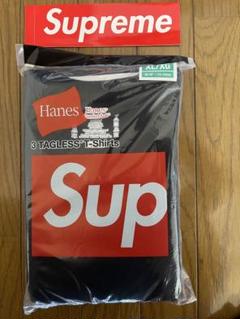 Supreme
XL/XG
Hanes
3 TAGLESS T-Shirts
Sup